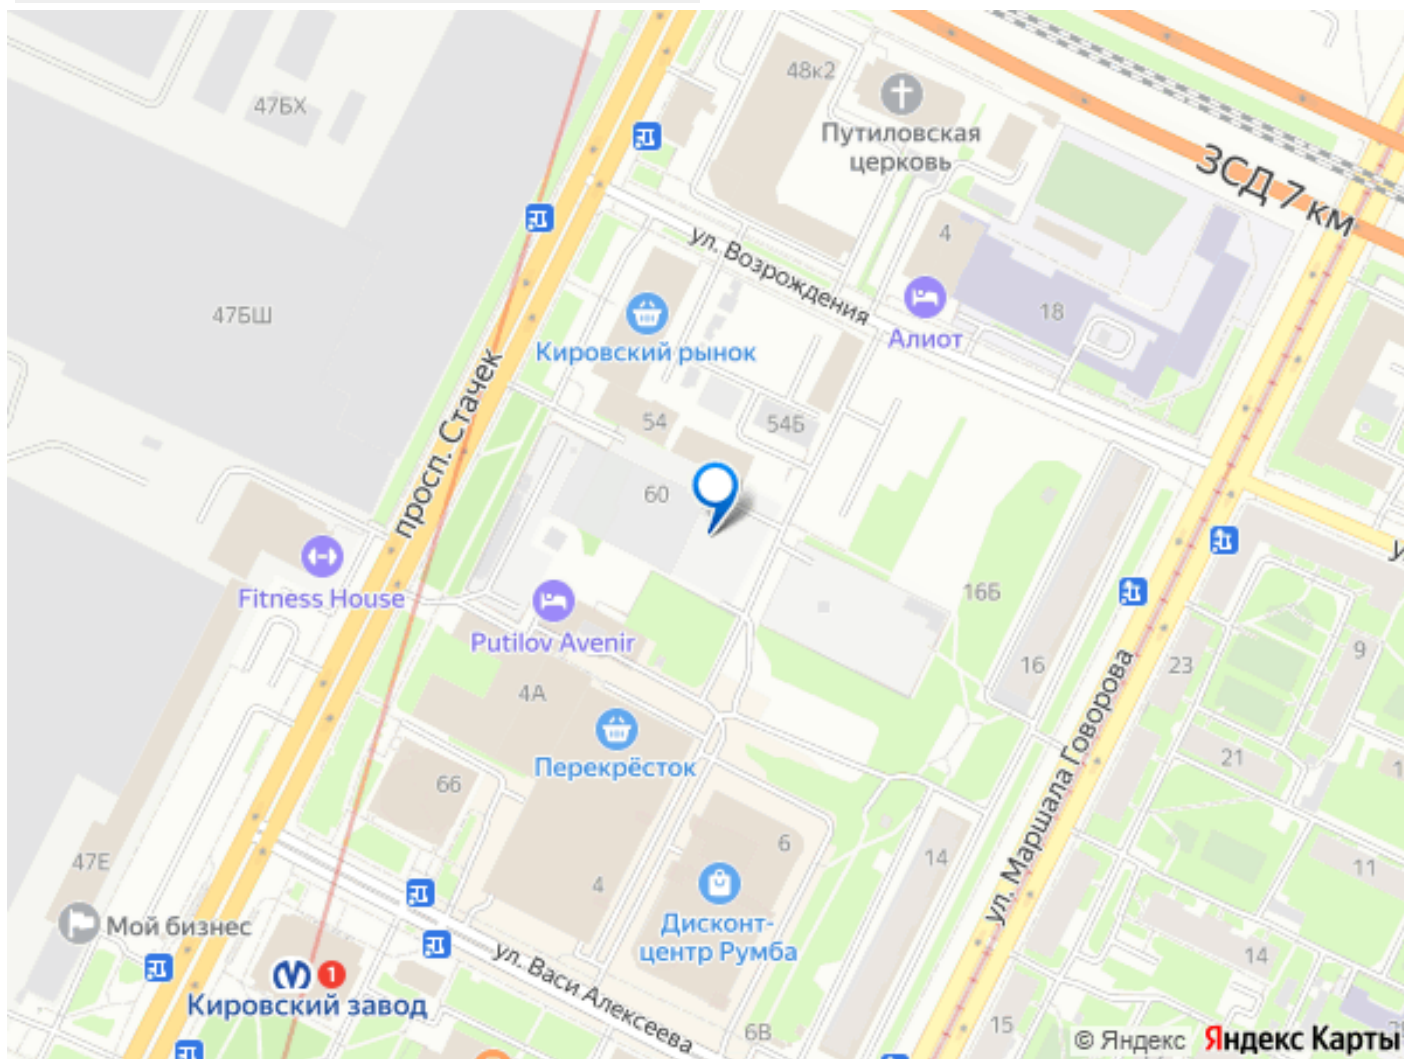 47БХ
48к2
Путиловская
церковь
ЗСД 7 км
ул. Возрождения
4
18
Алиот
47БШ
Кировский рынок
просп. Стачек
54
54Б
60
Fitness House
Putilov Avenir
16Б
16
23
9
4А
Перекрёсток
ул. Маршала Говорова
21
1
66
6
14
11
47Е
4
Дисконт-
центр Румба
Мой бизнес
ул. Васи Алексеева
14
1
Кировский завод
15
6В
© Яндекс Яндекс Карты